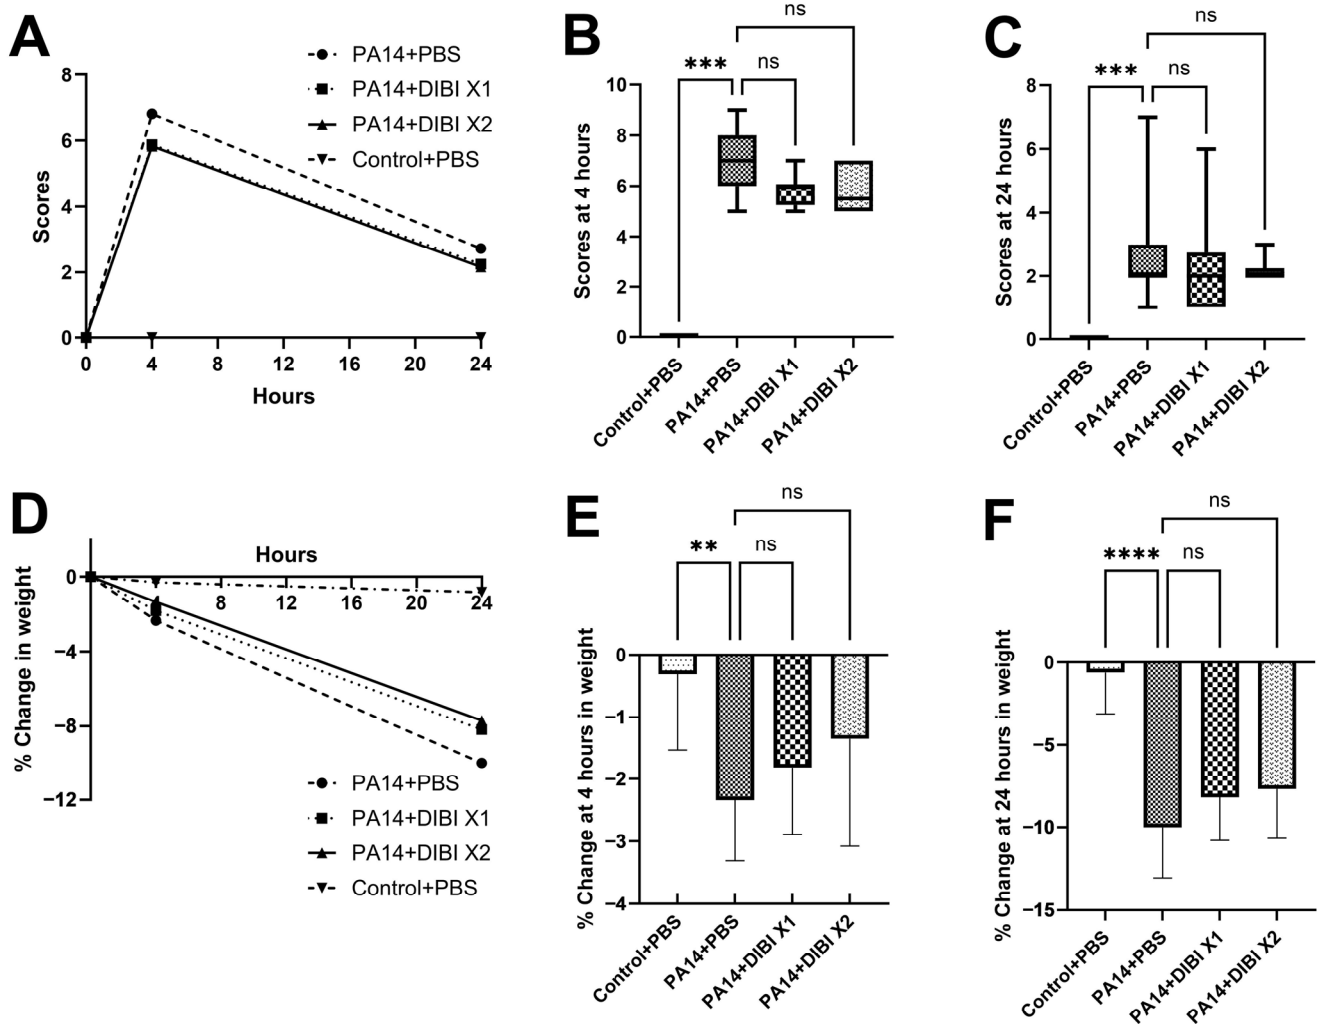 A
PA14+PBS
PA14+DIBI X1
PA14+DIBI X2
Control+PBS
8
6
4
2
0
Scores
0 4 8 12 16 20 24
Hours
B
ns
*** ns
10
8
6
4
2
0
Scores at 4 hours
Control+PBS
PA14+PBS
PA14+DIBI X1
PA14+DIBI X2
C
ns
*** ns
8
6
4
2
0
Scores at 24 hours
Control+PBS
PA14+PBS
PA14+DIBI X1
PA14+DIBI X2
D
Hours
0
8 12 16 20 24
−4
−8
−12
% Change in weight
PA14+PBS
PA14+DIBI X1
PA14+DIBI X2
Control+PBS
E
ns
** ns
0
−1
−2
−3
−4
% Change at 4 hours in weight
Control+PBS
PA14+PBS
PA14+DIBI X1
PA14+DIBI X2
F
ns
**** ns
0
−5
−10
−15
% Change at 24 hours in weight
Control+PBS
PA14+PBS
PA14+DIBI X1
PA14+DIBI X2